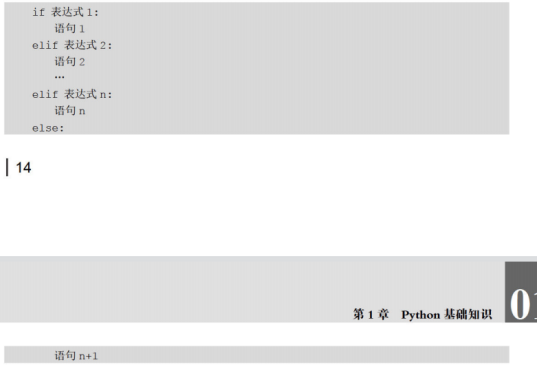 if 表达式1:
语句1
elif 表达式2:
语句2
…
elif 表达式n:
语句n
else:
14
第1章 Python 基础知识
01
语句n+1